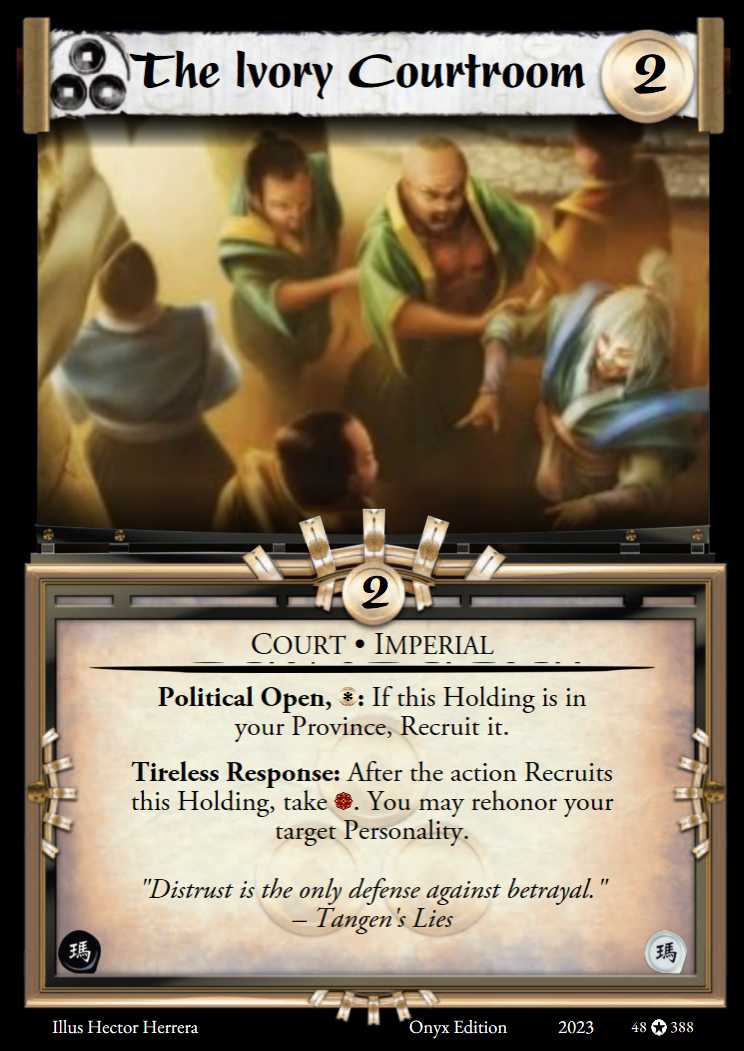 The Ivory Courtroom
2
2
Court • Imperial
Political Open, : If this Holding is in
your Province, Recruit it.
Tireless Response: After the action Recruits
this Holding, take . You may rehonor your
target Personality.
"Distrust is the only defense against betrayal."
– Tangen's Lies
瑪 瑪
Illus Hector Herrera Onyx Edition 2023 48 ✪ 388